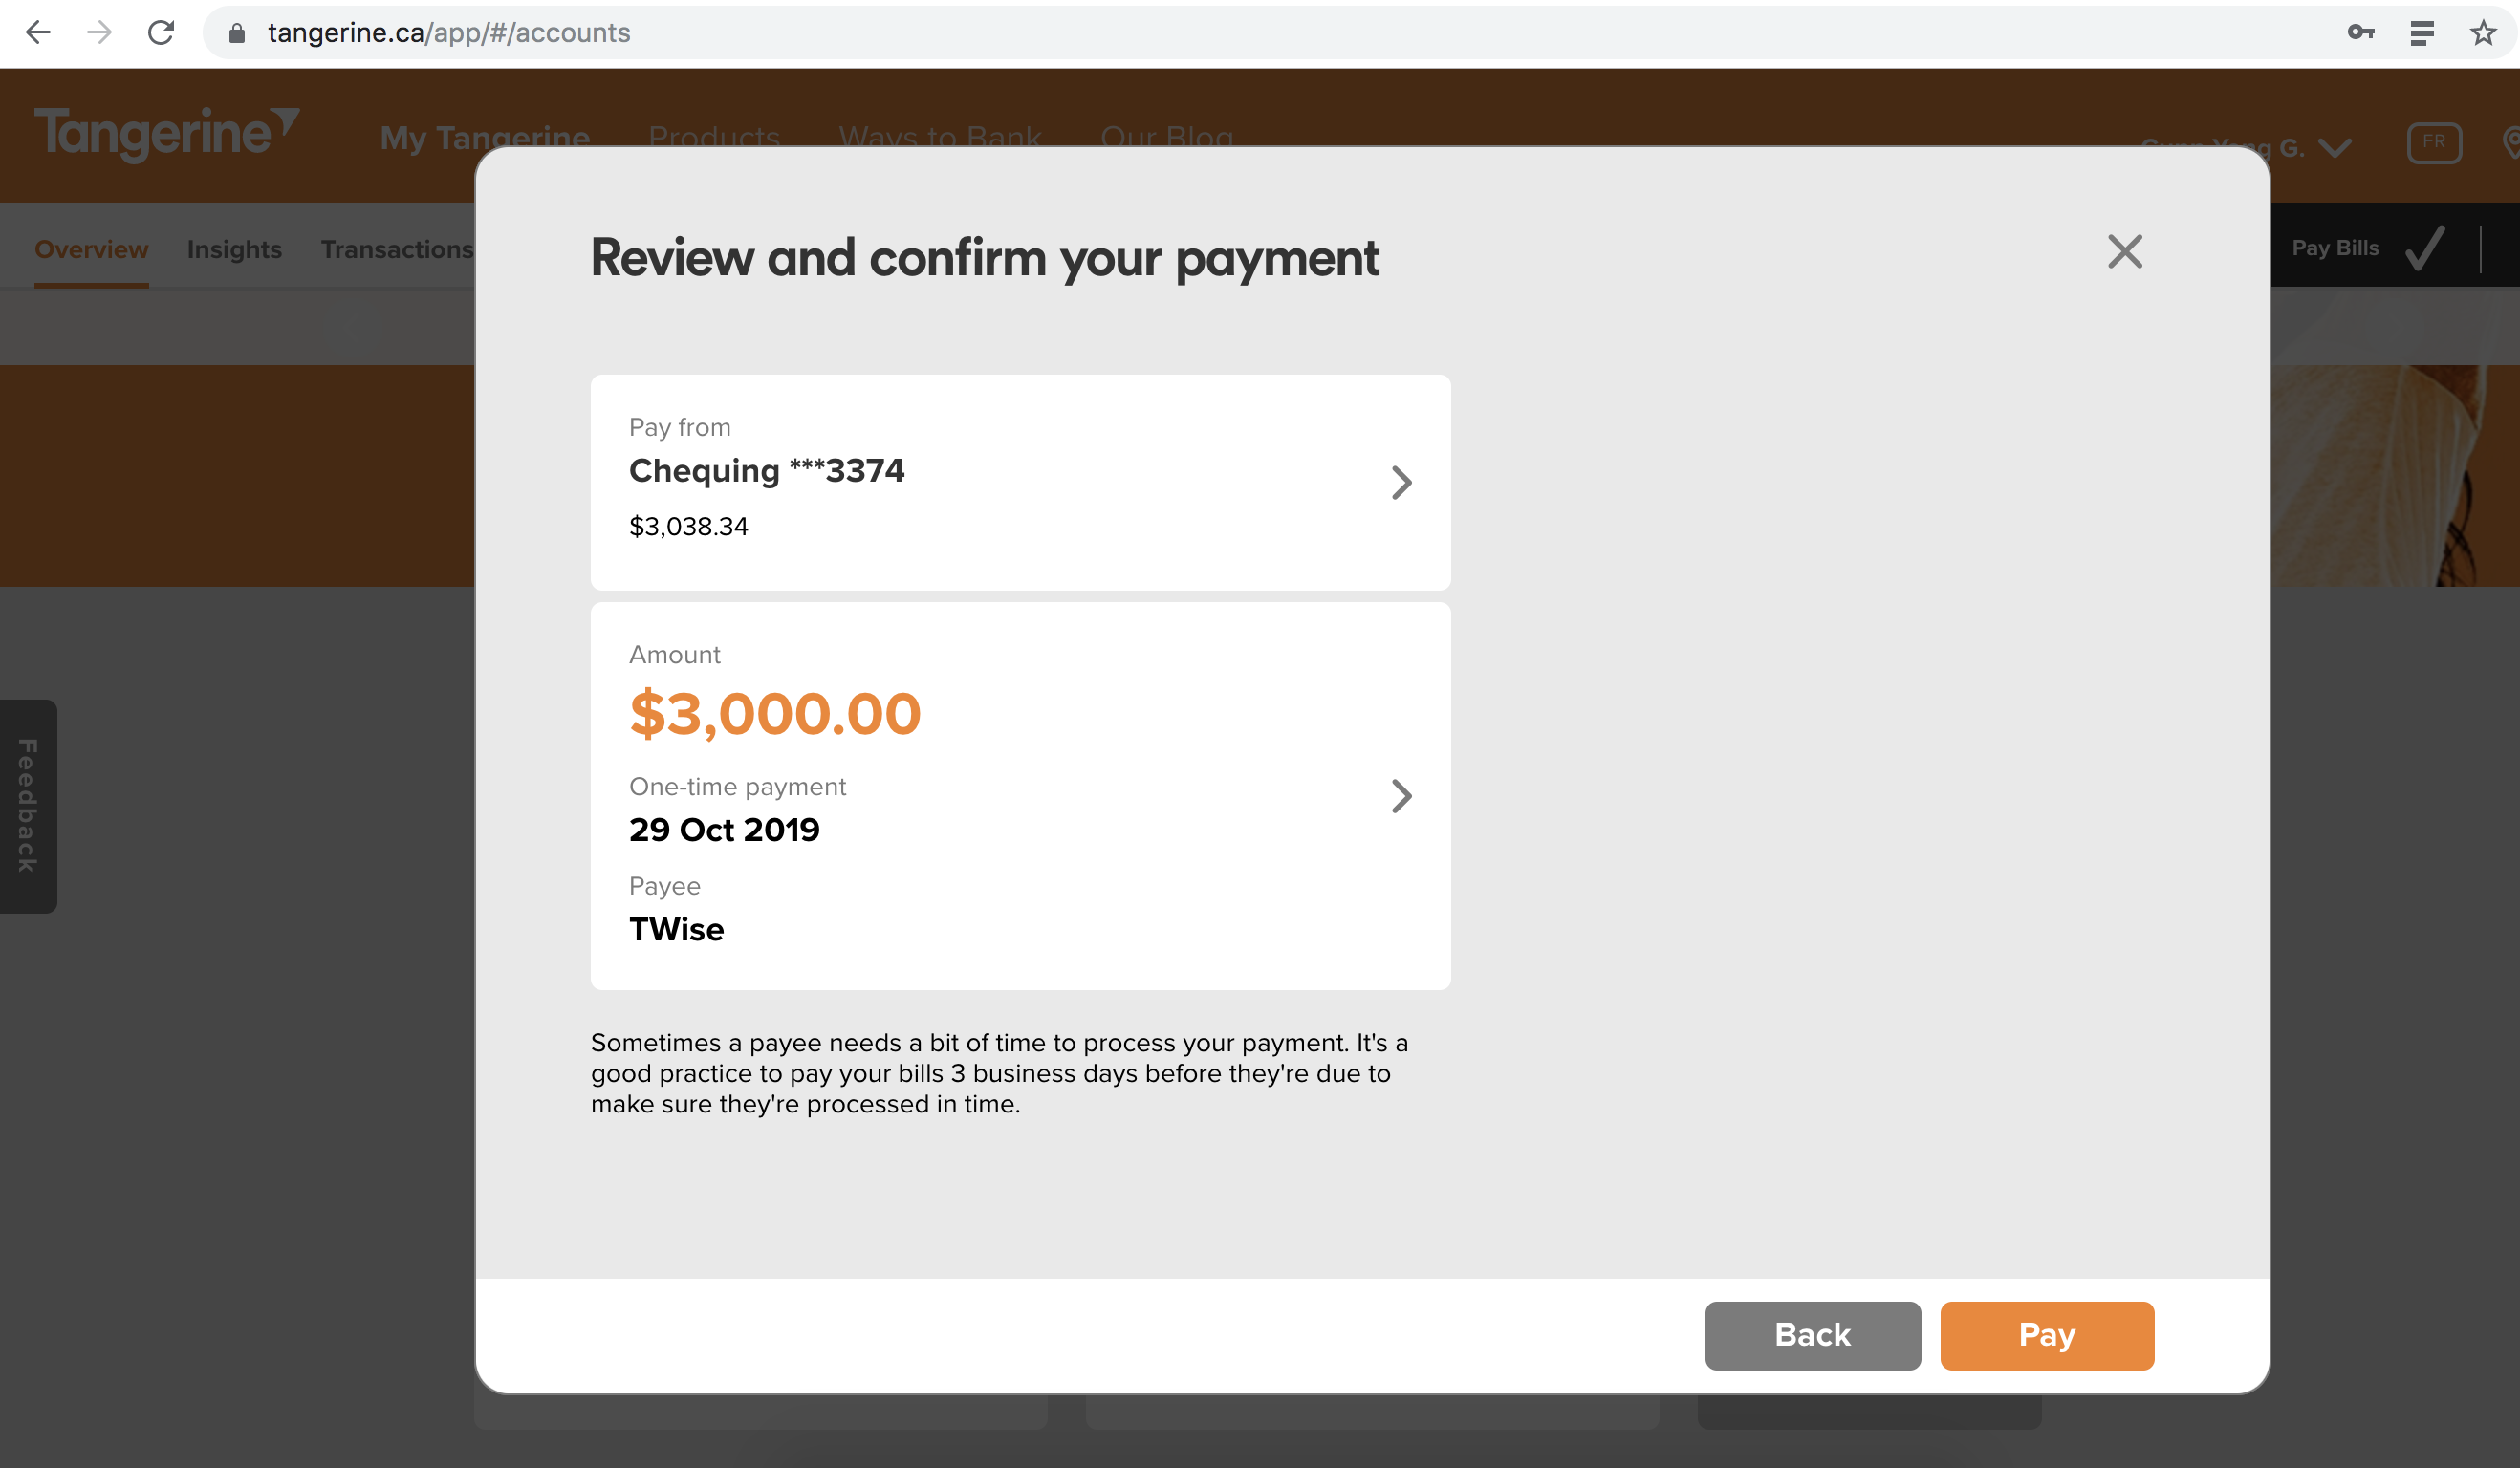 tangerine.ca/app/#/accounts
Tangerine
My Tangerine Products Ways to Bank Our Blog
G.
FR
Overview Insights Transactions
Pay Bills
Review and confirm your payment
Pay from
Chequing ***3374
$3,038.34
Amount
$3,000.00
One-time payment
29 Oct 2019
Payee
TWise
Sometimes a payee needs a bit of time to process your payment. It's a
good practice to pay your bills 3 business days before they're due to
make sure they're processed in time.
Feedback
Back Pay